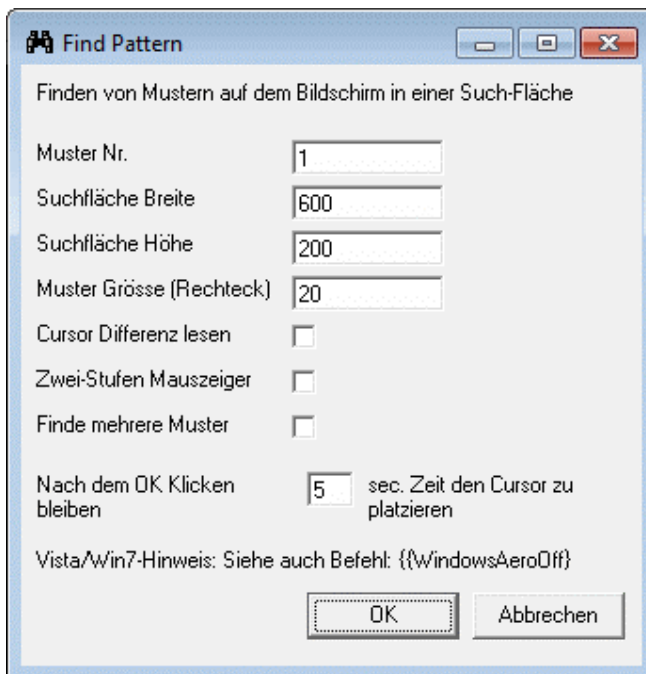 Find Pattern
Finden von Mustern auf dem Bildschirm in einer Such-Fläche
Muster Nr. 1
Suchfläche Breite 600
Suchfläche Höhe 200
Muster Grösse (Rechteck) 20
Cursor Differenz lesen
Zwei-Stufen Mauszeiger
Finde mehrere Muster
Nach dem OK Klicken bleiben 5 sec. Zeit den Cursor zu platzieren
Vista/Win7-Hinweis: Siehe auch Befehl: {{WindowsAeroOff}
OK Abbrechen